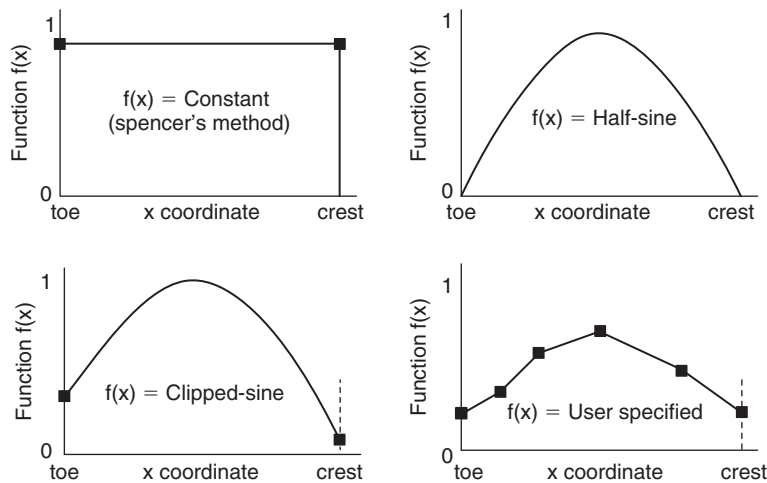 1
Function f(x)
f(x) = Constant
(spencer's method)
0
toe
x coordinate
crest
1
Function f(x)
f(x) = Half-sine
0
toe
x coordinate
crest
1
Function f(x)
f(x) = Clipped-sine
0
toe
x coordinate
crest
1
Function f(x)
f(x) = User specified
0
toe
x coordinate
crest